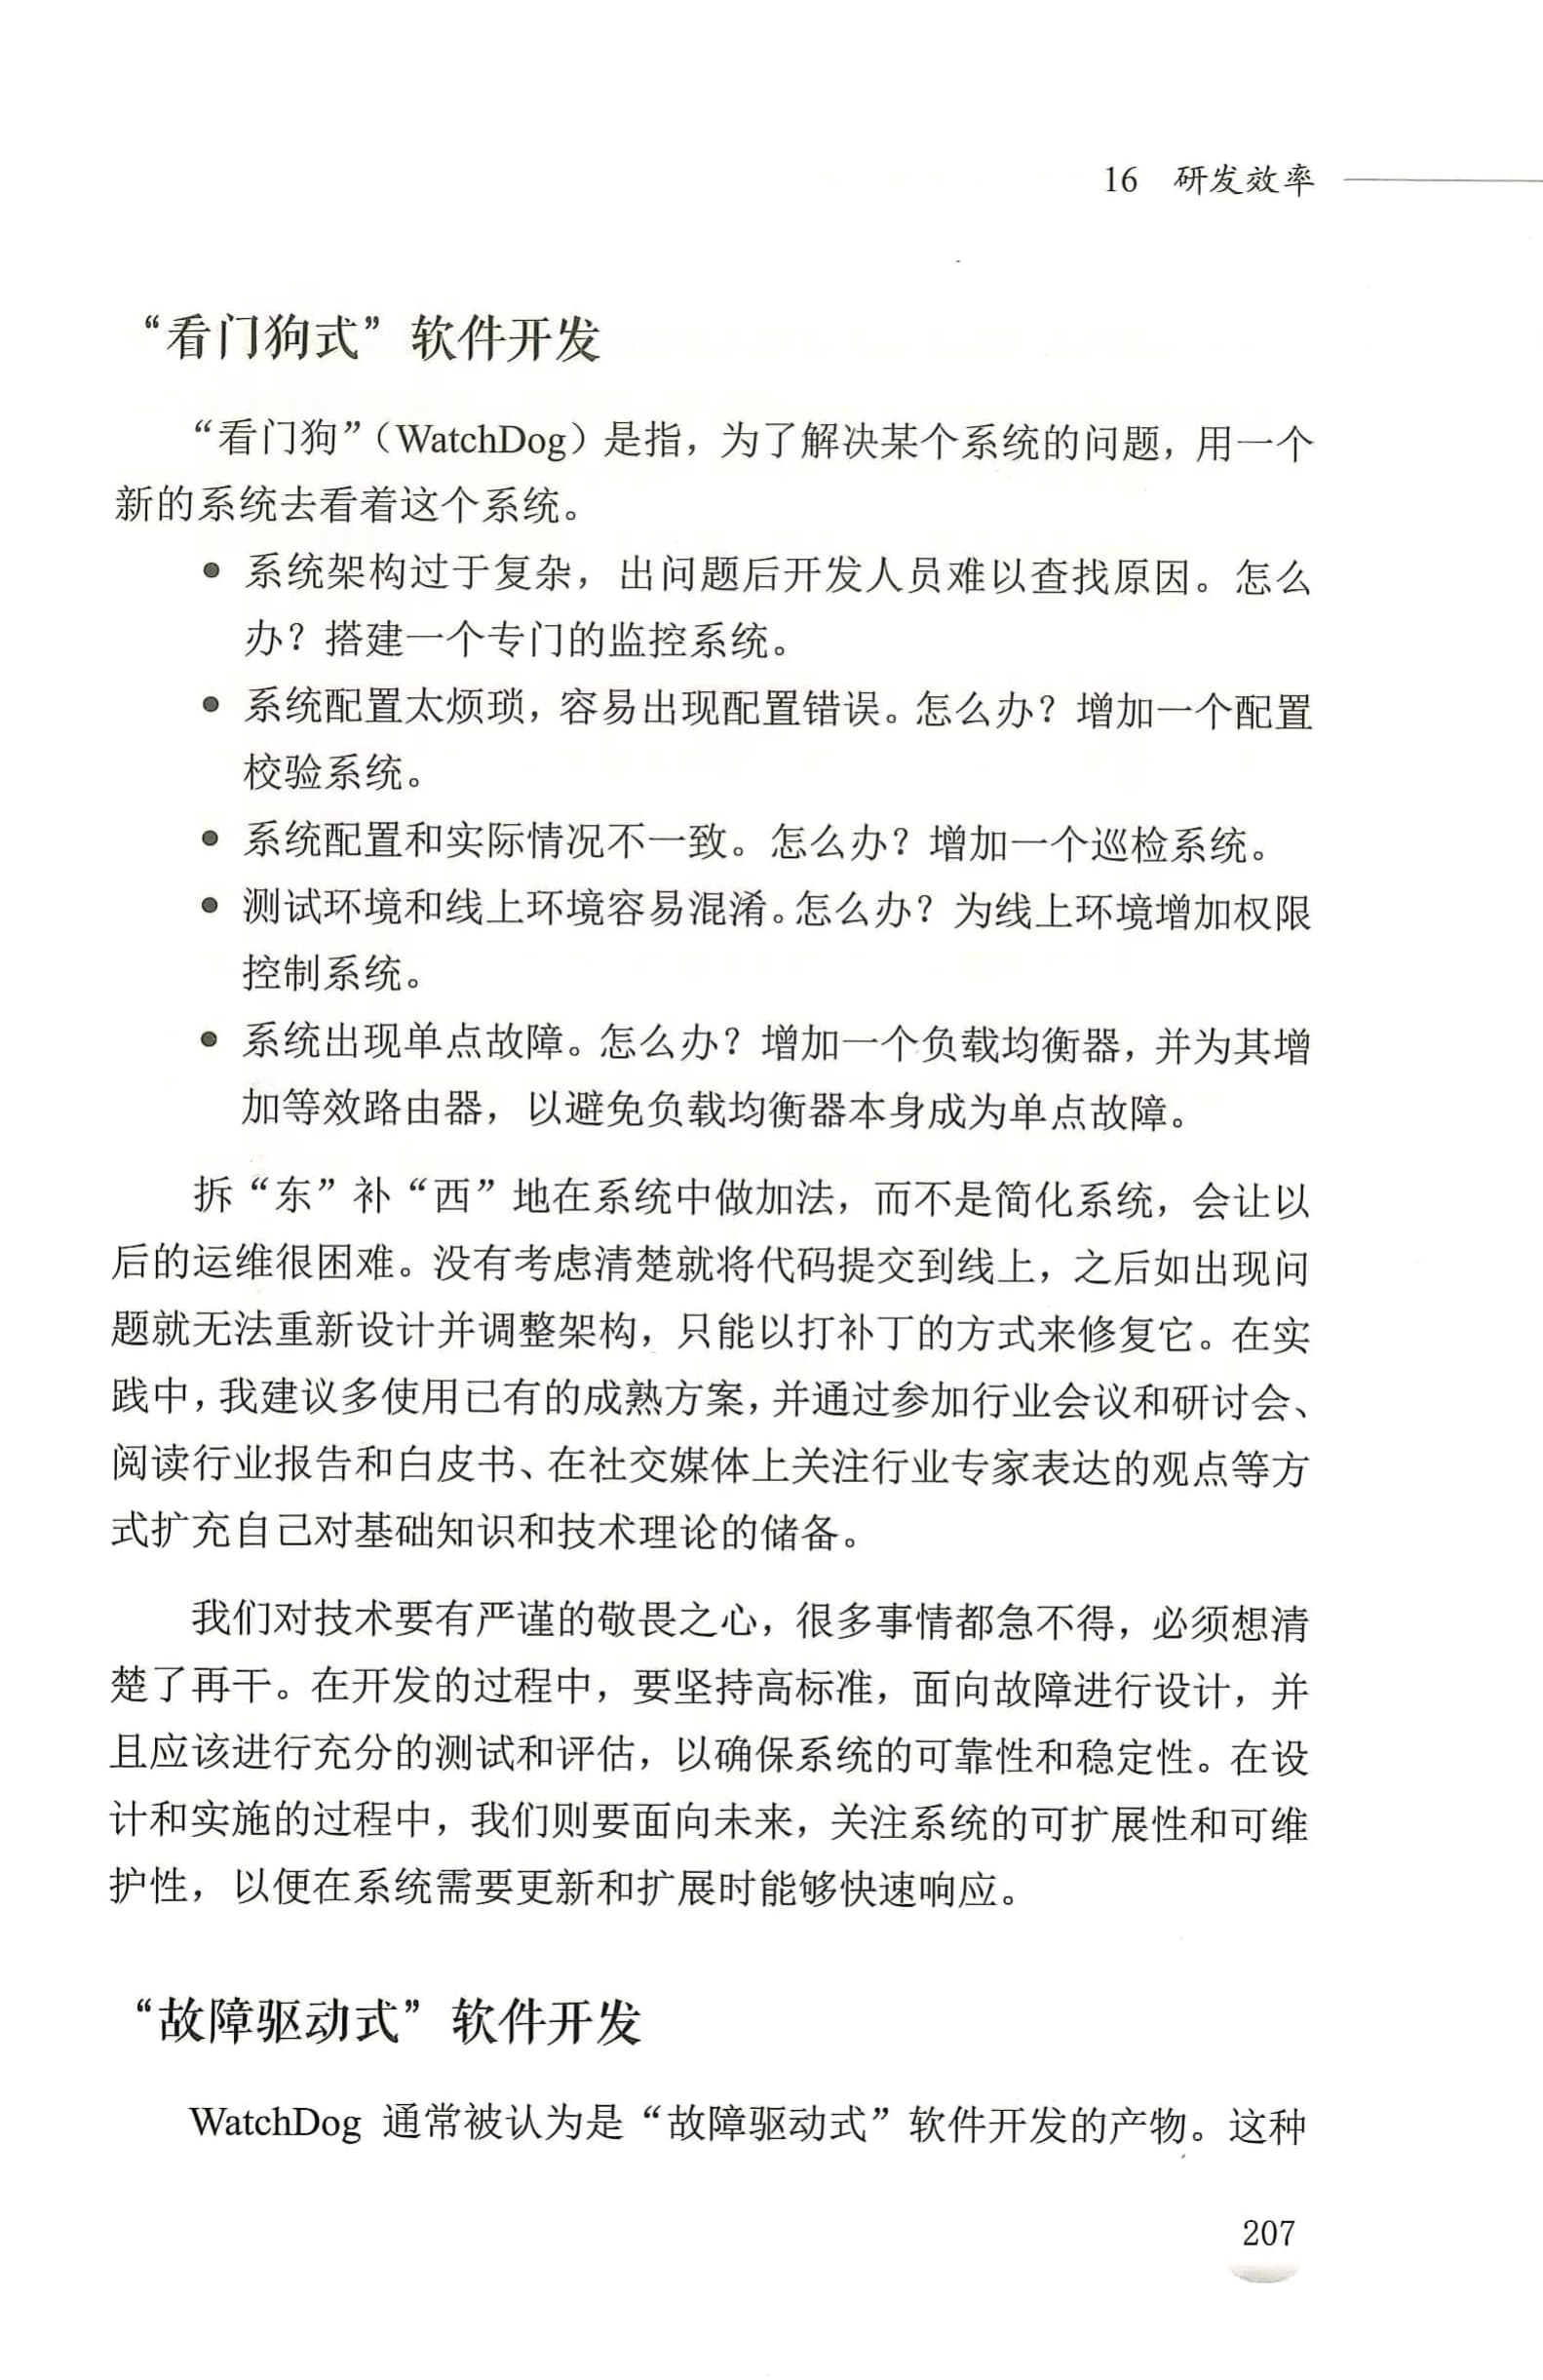 16 研发效率
“看门狗式”软件开发
“看门狗”（WatchDog）是指，为了解决某个系统的问题，用一个
新的系统去看着这个系统。
● 系统架构过于复杂，出问题后开发人员难以查找原因。怎么
办？搭建一个专门的监控系统。
● 系统配置太烦琐，容易出现配置错误。怎么办？增加一个配置
校验系统。
● 系统配置和实际情况不一致。怎么办？增加一个巡检系统。
● 测试环境和线上环境容易混淆。怎么办？为线上环境增加权限
控制系统。
● 系统出现单点故障。怎么办？增加一个负载均衡器，并为其增
加等效路由器，以避免负载均衡器本身成为单点故障。
拆“东”补“西”地在系统中做加法，而不是简化系统，会让以
后的运维很困难。没有考虑清楚就将代码提交到线上，之后如出现问
题就无法重新设计并调整架构，只能以打补丁的方式来修复它。在实
践中，我建议多使用已有的成熟方案，并通过参加行业会议和研讨会、
阅读行业报告和白皮书、在社交媒体上关注行业专家表达的观点等方
式扩充自己对基础知识和技术理论的储备。
我们对技术要有严谨的敬畏之心，很多事情都急不得，必须想清
楚了再干。在开发的过程中，要坚持高标准，面向故障进行设计，并
且应该进行充分的测试和评估，以确保系统的可靠性和稳定性。在设
计和实施的过程中，我们则要面向未来，关注系统的可扩展性和可维
护性，以便在系统需要更新和扩展时能够快速响应。
“故障驱动式”软件开发
WatchDog 通常被认为是“故障驱动式”软件开发的产物。这种
207